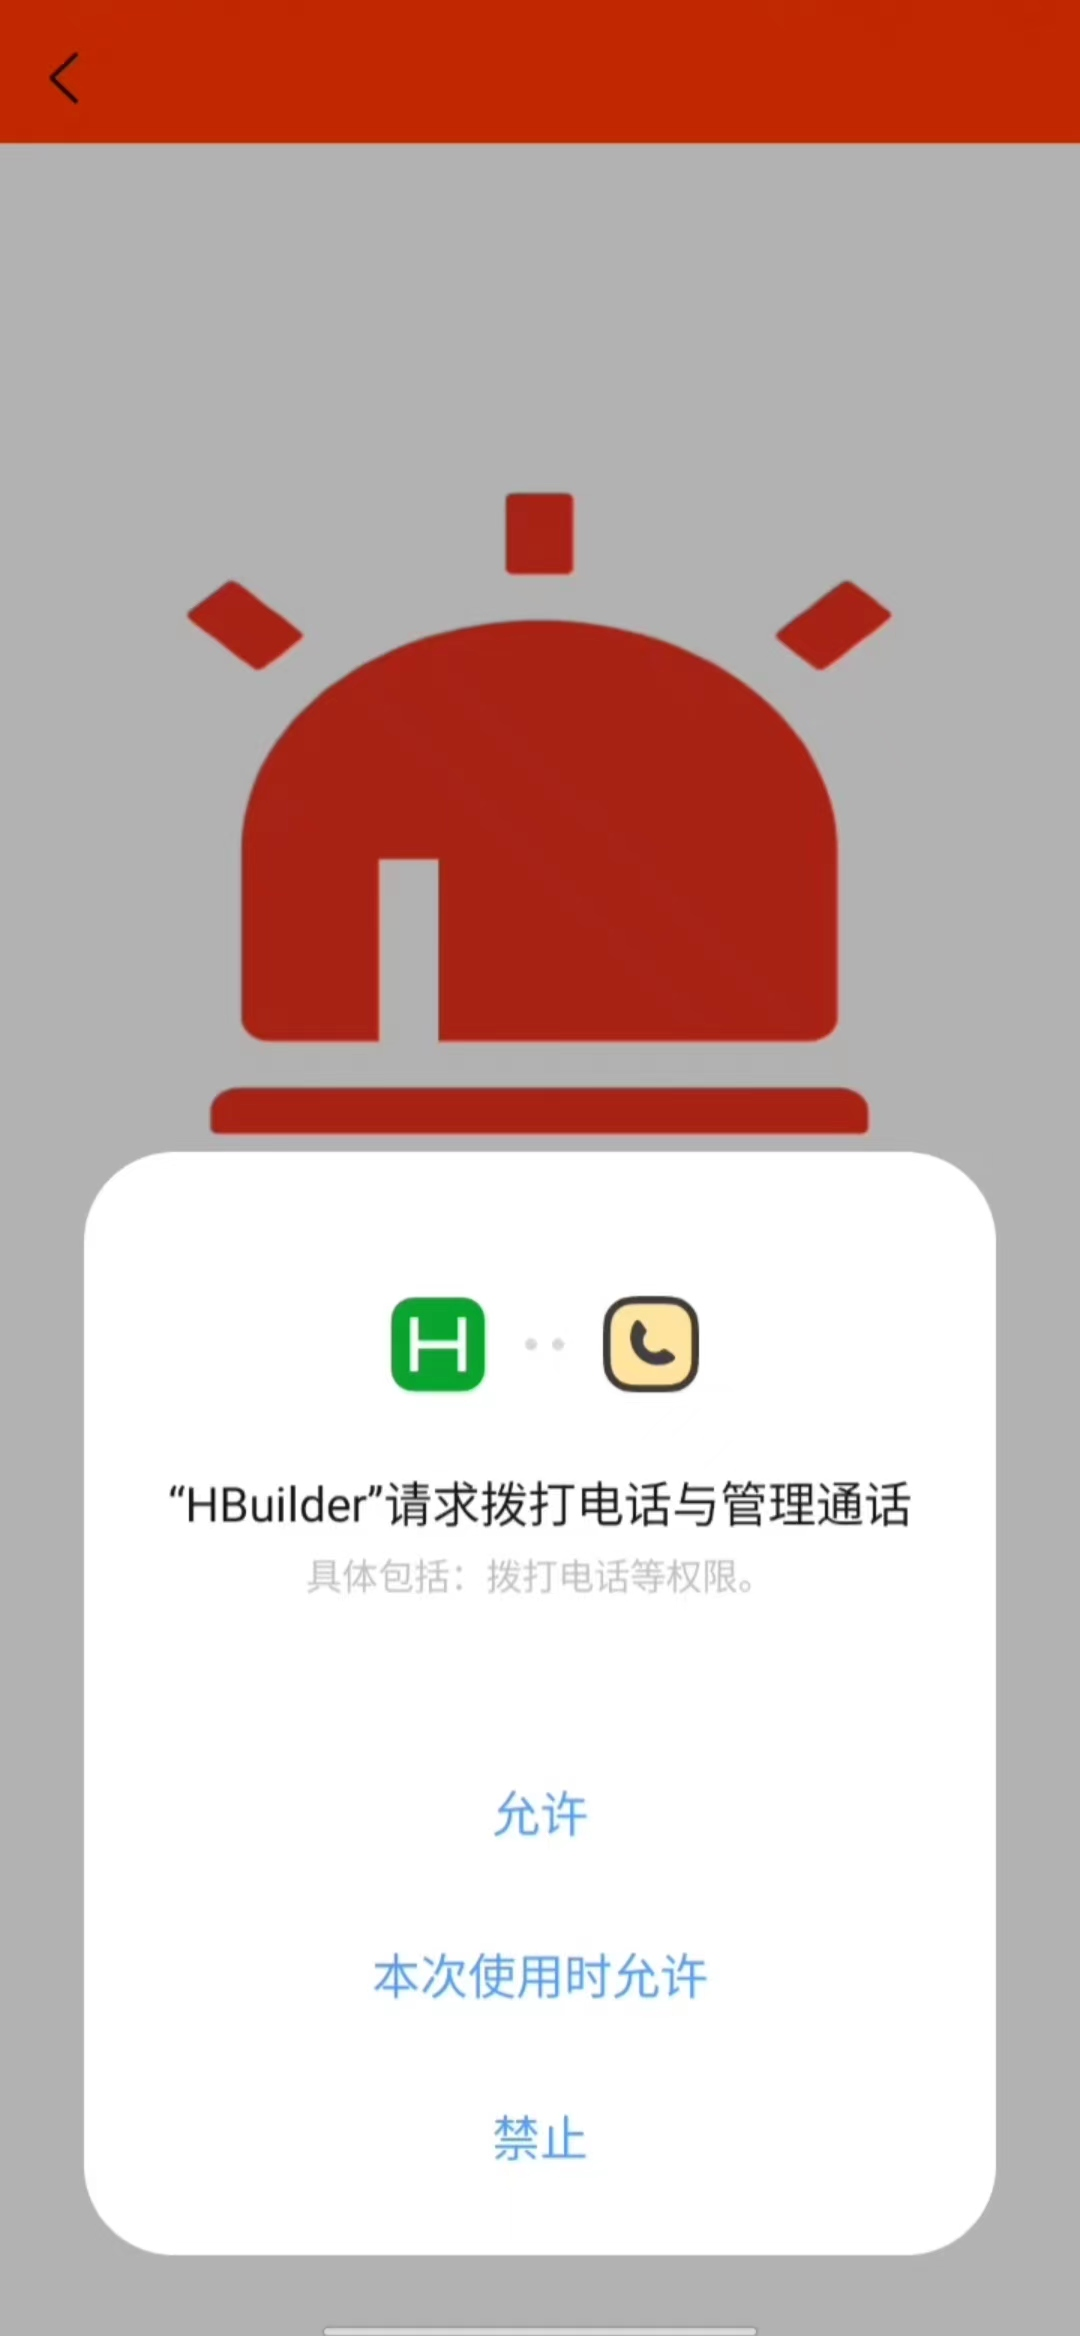 “HBuilder”请求拨打电话与管理通话
具体包括：拨打电话等权限。
允许
本次使用时允许
禁止